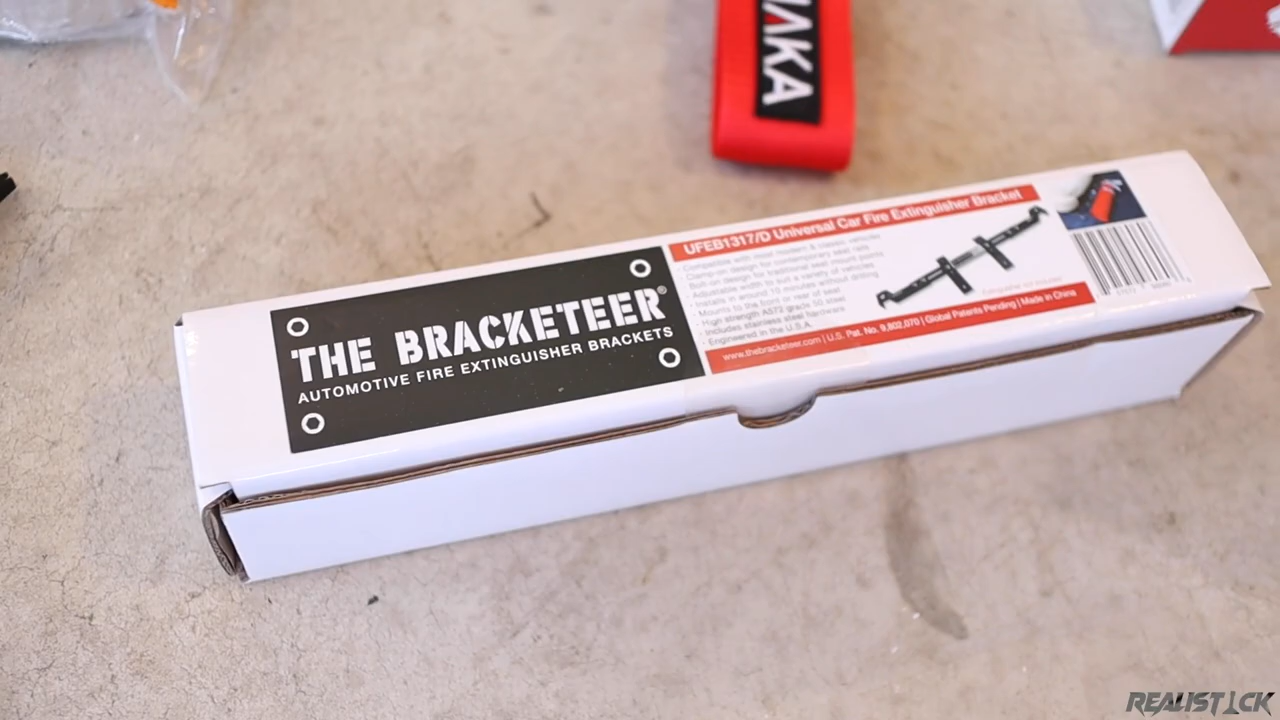 ΛKA
THE BRACKETEER®
AUTOMOTIVE FIRE EXTINGUISHER BRACKETS
UFEB1317/D Universal Car Fire Extinguisher Bracket
- Compatible with most modern & classic vehicles
- Clamp-on design for contemporary seat rails
- Bolt-on design for traditional seat mount points
- Adjustable width to suit a variety of vehicles
- Installs in around 10 minutes without drilling
- Mounts to the front or rear of seat
- High strength A572 grade 50 steel
- Includes stainless steel hardware
- Engineered in the U.S.A.
Extinguisher not included
www.thebracketeer.com | U.S. Pat. No. 9,802,070 | Global Patents Pending | Made in China
REALISTICK